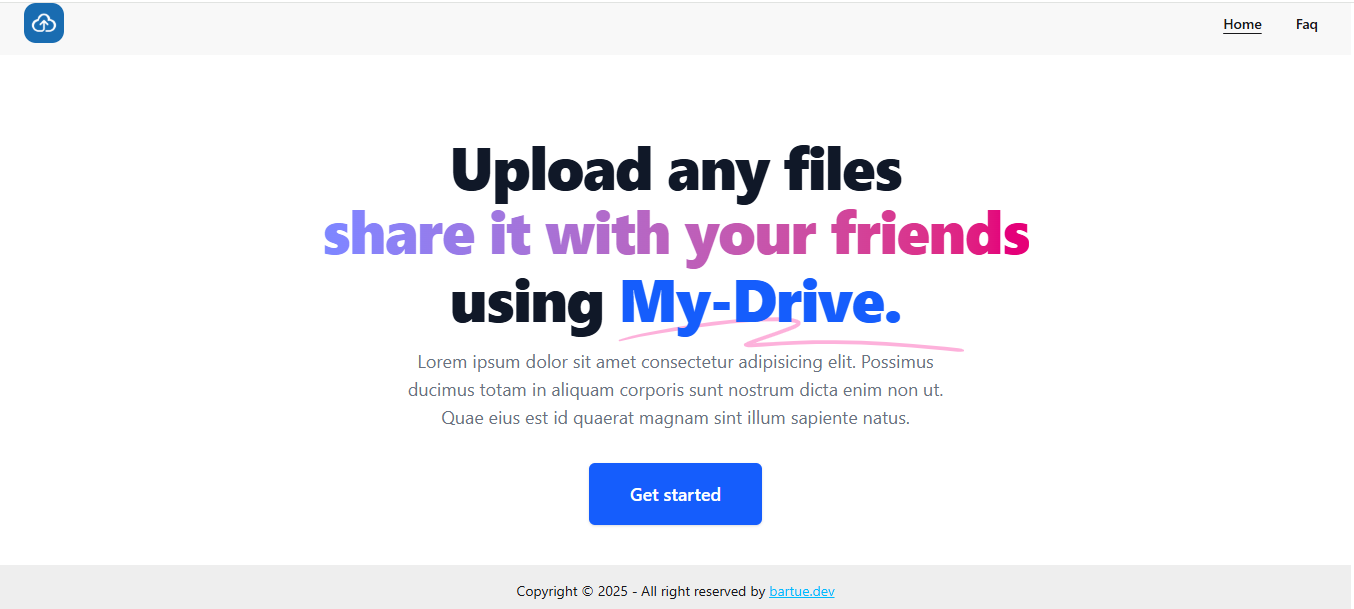 Home Faq
Upload any files
share it with your friends
using My-Drive.
Lorem ipsum dolor sit amet consectetur adipisicing elit. Possimus
ducimus totam in aliquam corporis sunt nostrum dicta enim non ut.
Quae eius est id quaerat magnam sint illum sapiente natus.
Get started
Copyright © 2025 - All right reserved by bartue.dev